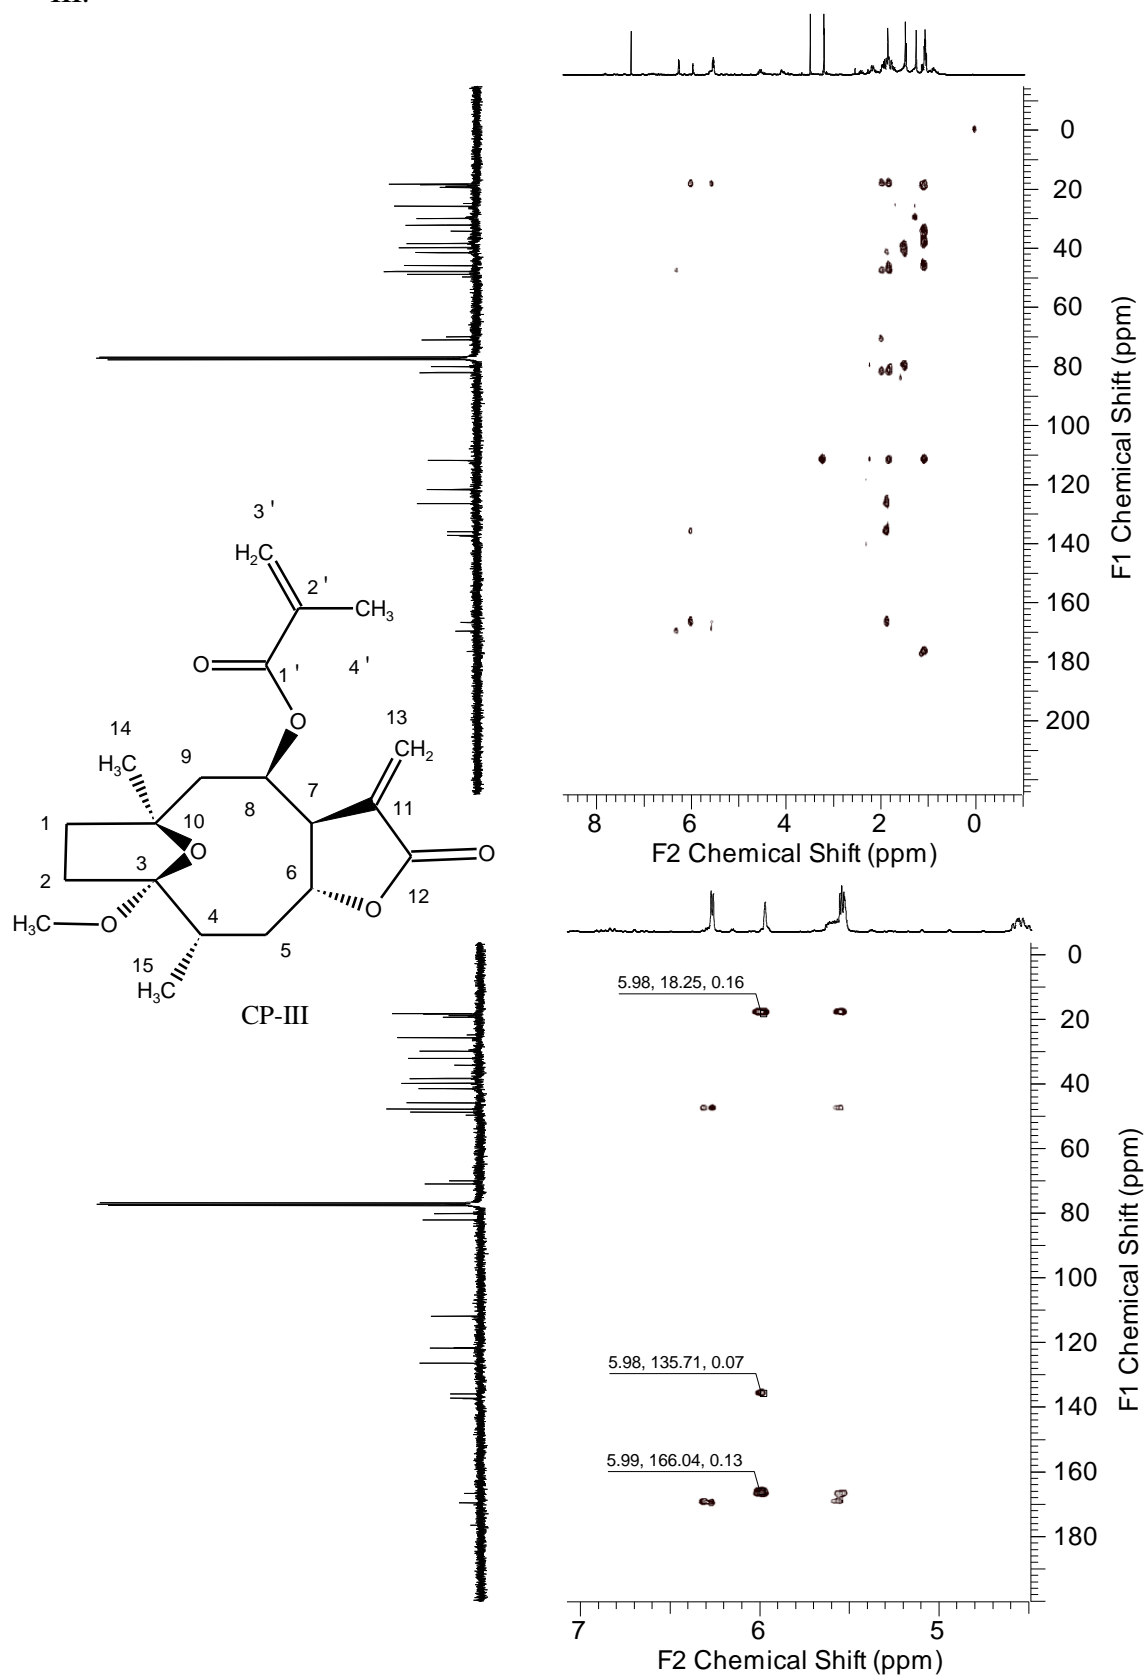 0
20
40
60
80
100
120
140
160
180
200
F1 Chemical Shift (ppm)
8 6 4 2 0
F2 Chemical Shift (ppm)
3 '
H₂C
2 '
CH₃
O
1 '
4 '
O
14
13
H₃C
9
CH₂
8
7
11
1
10
O
O
3
6
2
12
O
H₃C
O
4
5
15
H₃C
CP-III
0
20
40
60
80
100
120
140
160
180
F1 Chemical Shift (ppm)
5.98, 18.25, 0.16
5.98, 135.71, 0.07
5.99, 166.04, 0.13
7 6 5
F2 Chemical Shift (ppm)